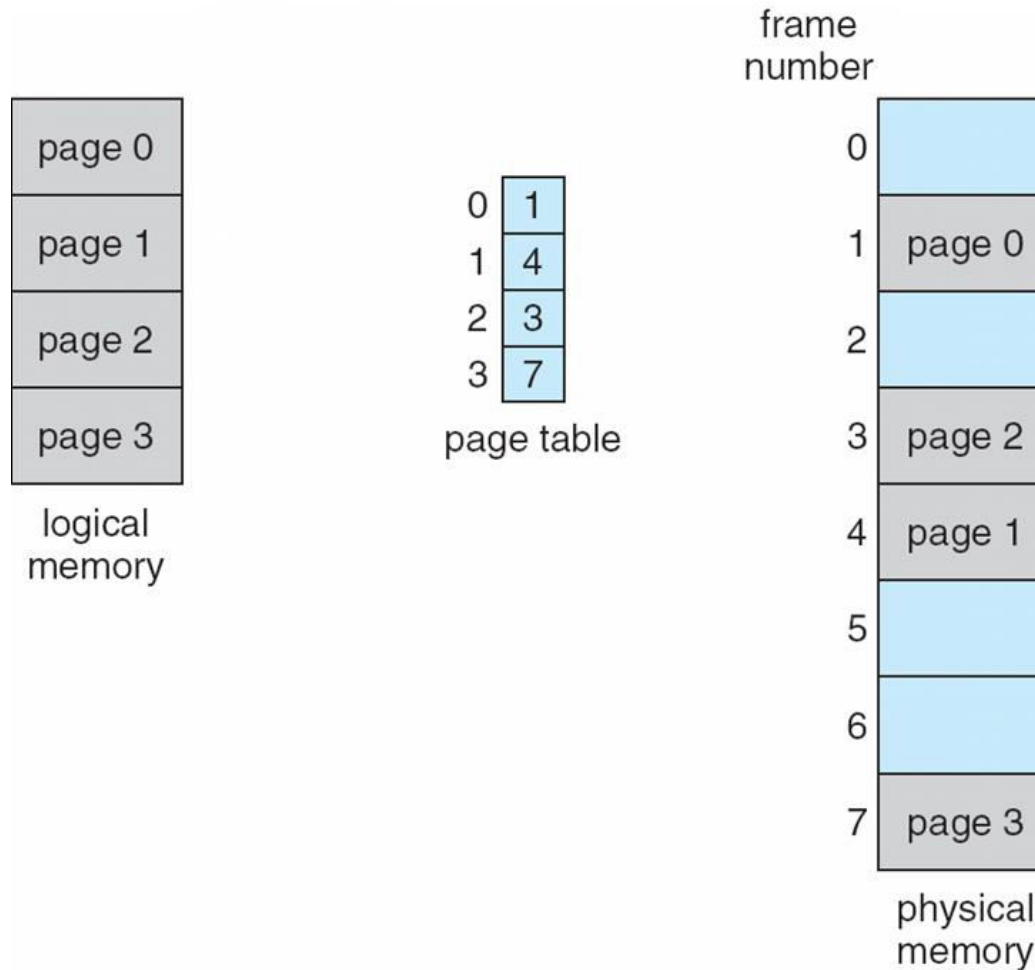 page 0
page 1
page 2
page 3
logical
memory
0 1
1 4
2 3
3 7
page table
frame
number
0
1 page 0
2
3 page 2
4 page 1
5
6
7 page 3
physical
memory